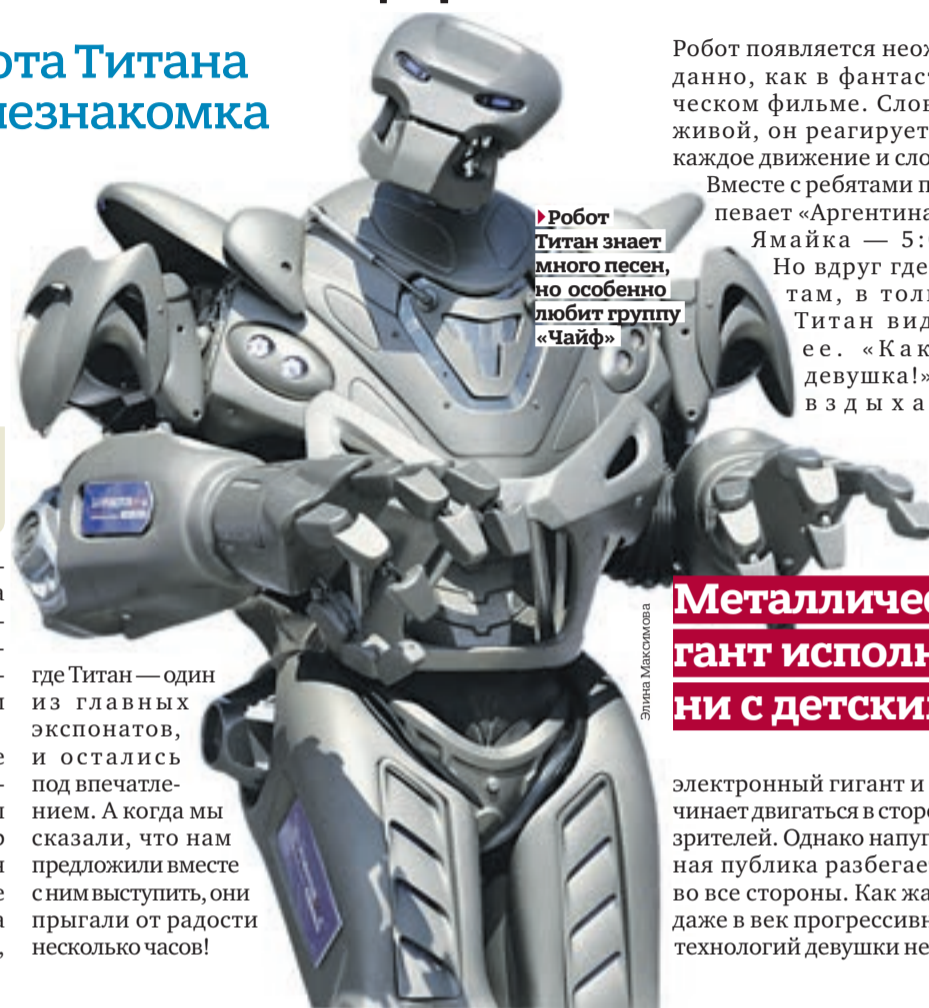 ота Титана
незнакомка
где Титан — один
из главных
экспонатов,
и остались
под впечатле-
нием. А когда мы
сказали, что нам
предложили вместе
с ним выступить, они
прыгали от радости
несколько часов!
Робот
Титан знает
много песен,
но особенно
любит группу
«Чайф»
Элина Максимова
Робот появляется неож
данно, как в фантаст
ческом фильме. Слов
живой, он реагирует
каждое движение и сло
Вместе с ребятами п
певает «Аргентина
Ямайка — 5:
Но вдруг где
там, в тол
Титан вид
ее. «Как
девушка!»
вздыха
Металличес
гант исполн
ни с детски
электронный гигант и
чинает двигаться в сторо
зрителей. Однако напуг
ная публика разбегае
во все стороны. Как жа
даже в век прогрессивн
технологий девушки не